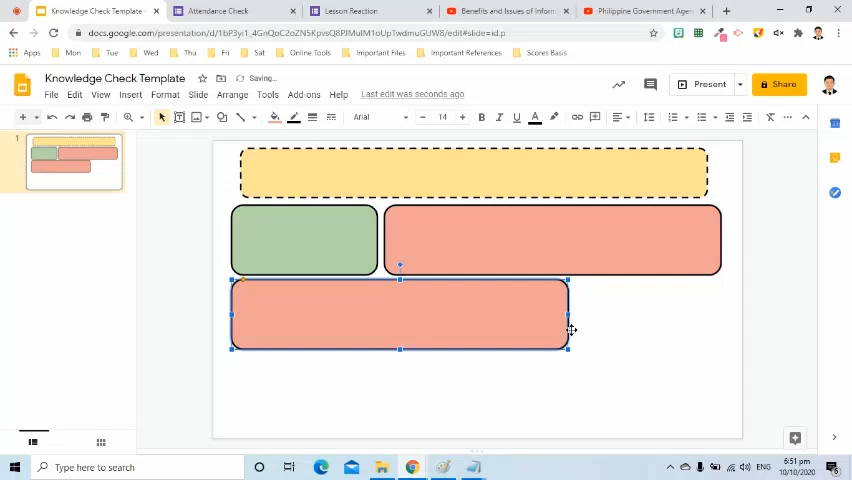 Knowledge Check Template -
Attendance Check
Lesson Reaction
Benefits and Issues of Inform
Philippine Government Agen
docs.google.com/presentation/d/1bP3yi1_4GnQoC2oZN5KpvsQ8PJMulM1oUpTwdmuGUW8/edit#slide=id.p
Apps
Mon
Tue
Wed
Thu
Fri
Sat
Online Tools
Important Files
Important References
Scores Basis
Knowledge Check Template
Saving...
File Edit View Insert Format Slide Arrange Tools Add-ons Help Last edit was seconds ago
Present
Share
Arial
14
B I U A
1
Type here to search
ENG
6:51 pm
10/10/2020